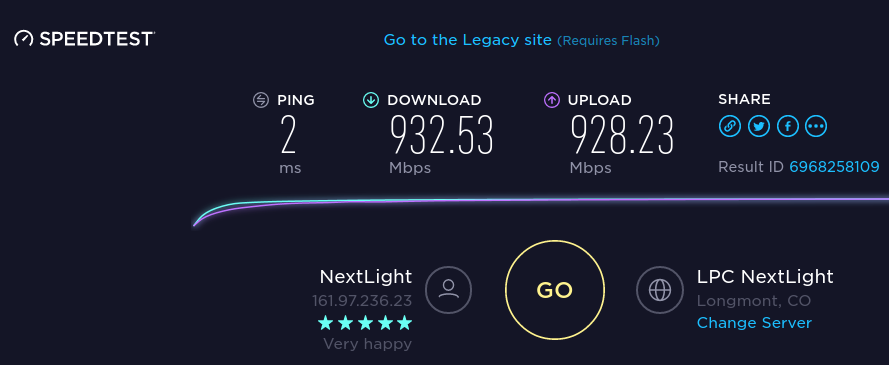 SPEEDTEST
Go to the Legacy site (Requires Flash)
PING
2
ms
DOWNLOAD
932.53
Mbps
UPLOAD
928.23
Mbps
SHARE
Result ID 6968258109
NextLight
161.97.236.23
Very happy
GO
LPC NextLight
Longmont, CO
Change Server